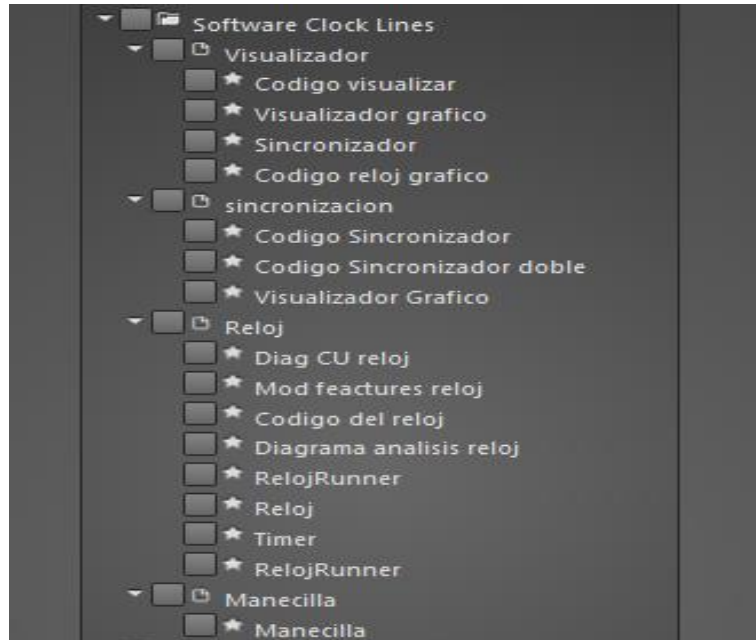 Software Clock Lines
Visualizador
Codigo visualizar
Visualizador grafico
Sincronizador
Codigo reloj grafico
sincronizacion
Codigo Sincronizador
Codigo Sincronizador doble
Visualizador Grafico
Reloj
Diag CU reloj
Mod feactures reloj
Codigo del reloj
Diagrama analisis reloj
RelojRunner
Reloj
Timer
RelojRunner
Manecilla
Manecilla